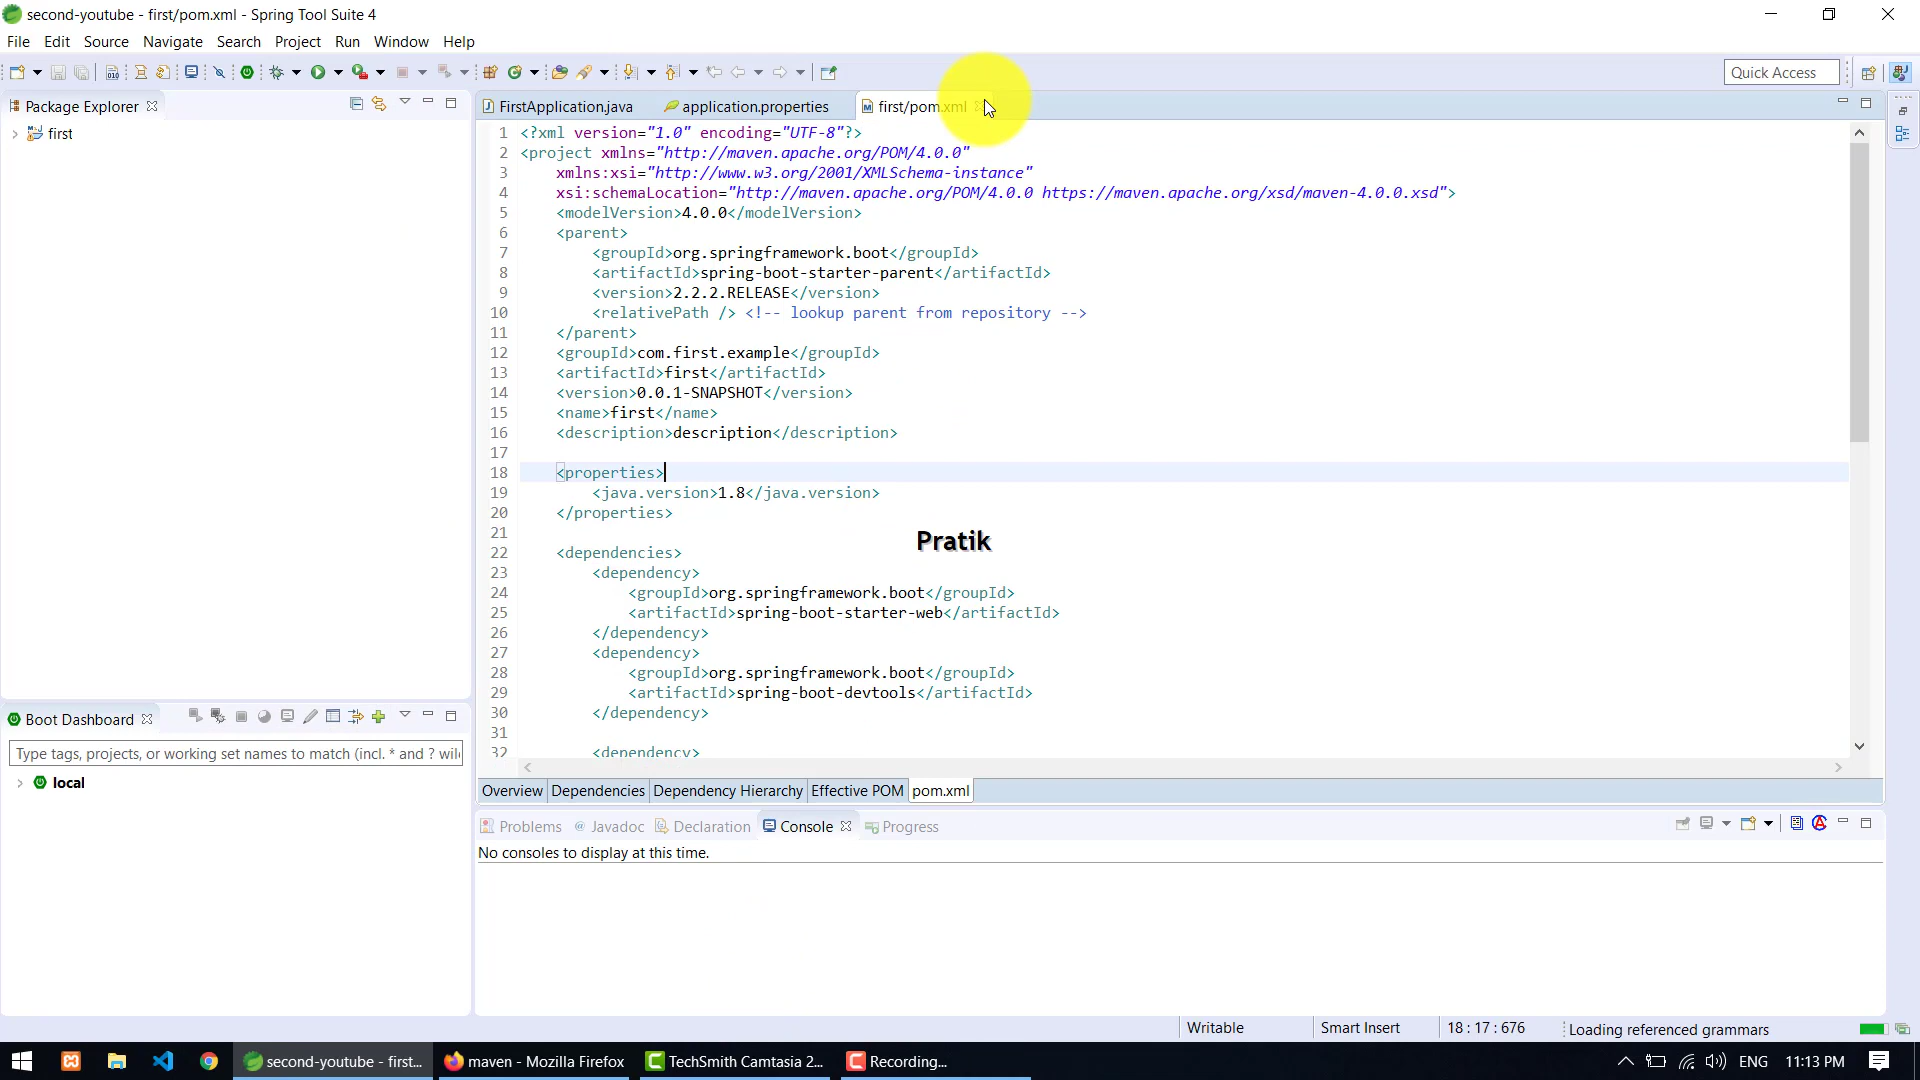 second-youtube - first/pom.xml - Spring Tool Suite 4
File Edit Source Navigate Search Project Run Window Help
Quick Access
Package Explorer
first
FirstApplication.java application.properties first/pom.xml
1 <?xml version="1.0" encoding="UTF-8"?>
2 <project xmlns="http://maven.apache.org/POM/4.0.0"
3 xmlns:xsi="http://www.w3.org/2001/XMLSchema-instance"
4 xsi:schemaLocation="http://maven.apache.org/POM/4.0.0 https://maven.apache.org/xsd/maven-4.0.0.xsd">
5 <modelVersion>4.0.0</modelVersion>
6 <parent>
7 <groupId>org.springframework.boot</groupId>
8 <artifactId>spring-boot-starter-parent</artifactId>
9 <version>2.2.2.RELEASE</version>
10 <relativePath /> <!-- lookup parent from repository -->
11 </parent>
12 <groupId>com.first.example</groupId>
13 <artifactId>first</artifactId>
14 <version>0.0.1-SNAPSHOT</version>
15 <name>first</name>
16 <description>description</description>
17
18 <properties>
19 <java.version>1.8</java.version>
20 </properties>
21
Pratik
22 <dependencies>
23 <dependency>
24 <groupId>org.springframework.boot</groupId>
25 <artifactId>spring-boot-starter-web</artifactId>
26 </dependency>
27 <dependency>
28 <groupId>org.springframework.boot</groupId>
29 <artifactId>spring-boot-devtools</artifactId>
30 </dependency>
31
32 <dependency>
Overview Dependencies Dependency Hierarchy Effective POM pom.xml
Boot Dashboard
Type tags, projects, or working set names to match (incl. * and ? wil
local
Problems Javadoc Declaration Console Progress
No consoles to display at this time.
Writable Smart Insert 18 : 17 : 676 Loading referenced grammars
second-youtube - first... maven - Mozilla Firefox TechSmith Camtasia 2... Recording... ENG 11:13 PM